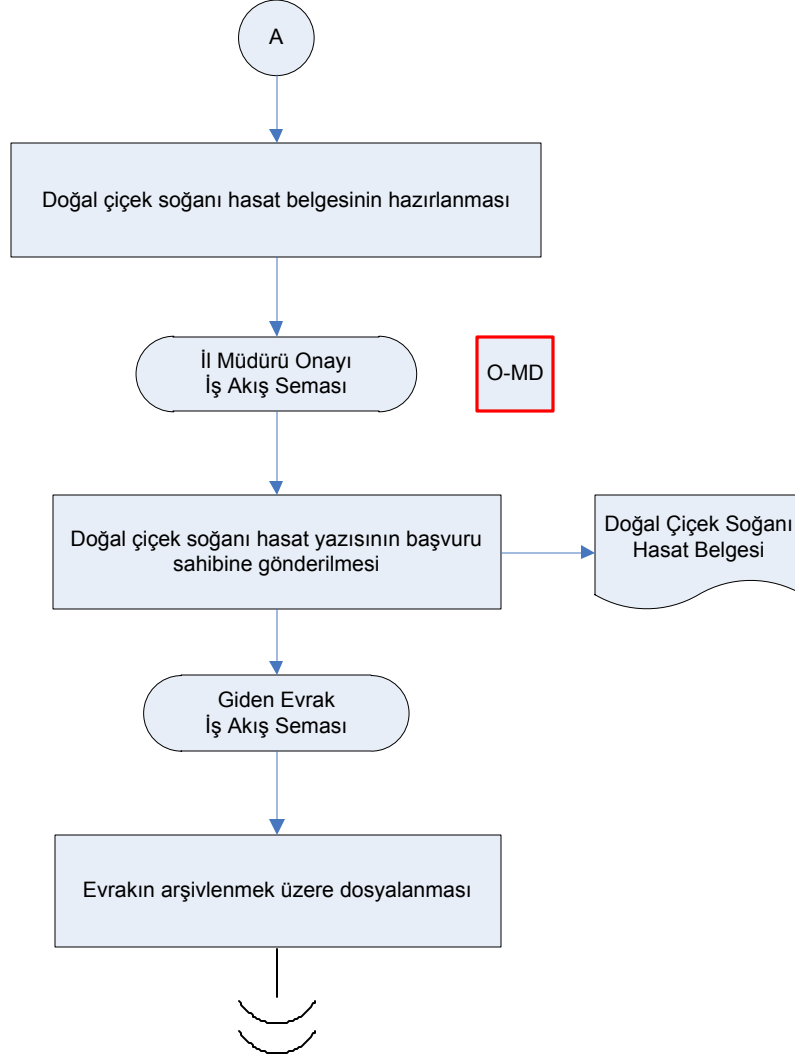 A
Doğal çiçek soğanı hasat belgesinin hazırlanması
İl Müdürü Onayı
İş Akış Seması
O-MD
Doğal çiçek soğanı hasat yazısının başvuru
sahibine gönderilmesi
Doğal Çiçek Soğanı
Hasat Belgesi
Giden Evrak
İş Akış Seması
Evrakın arşivlenmek üzere dosyalanması